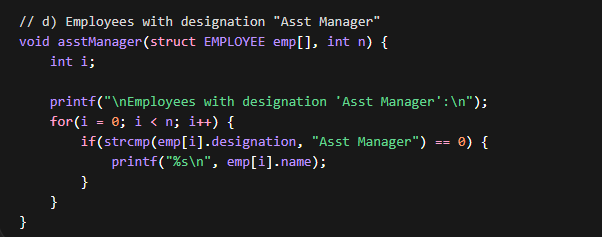 // d) Employees with designation "Asst Manager"
void asstManager(struct EMPLOYEE emp[], int n) {
    int i;

    printf("\nEmployees with designation 'Asst Manager':\n");
    for(i = 0; i < n; i++) {
        if(strcmp(emp[i].designation, "Asst Manager") == 0) {
            printf("%s\n", emp[i].name);
        }
    }
}